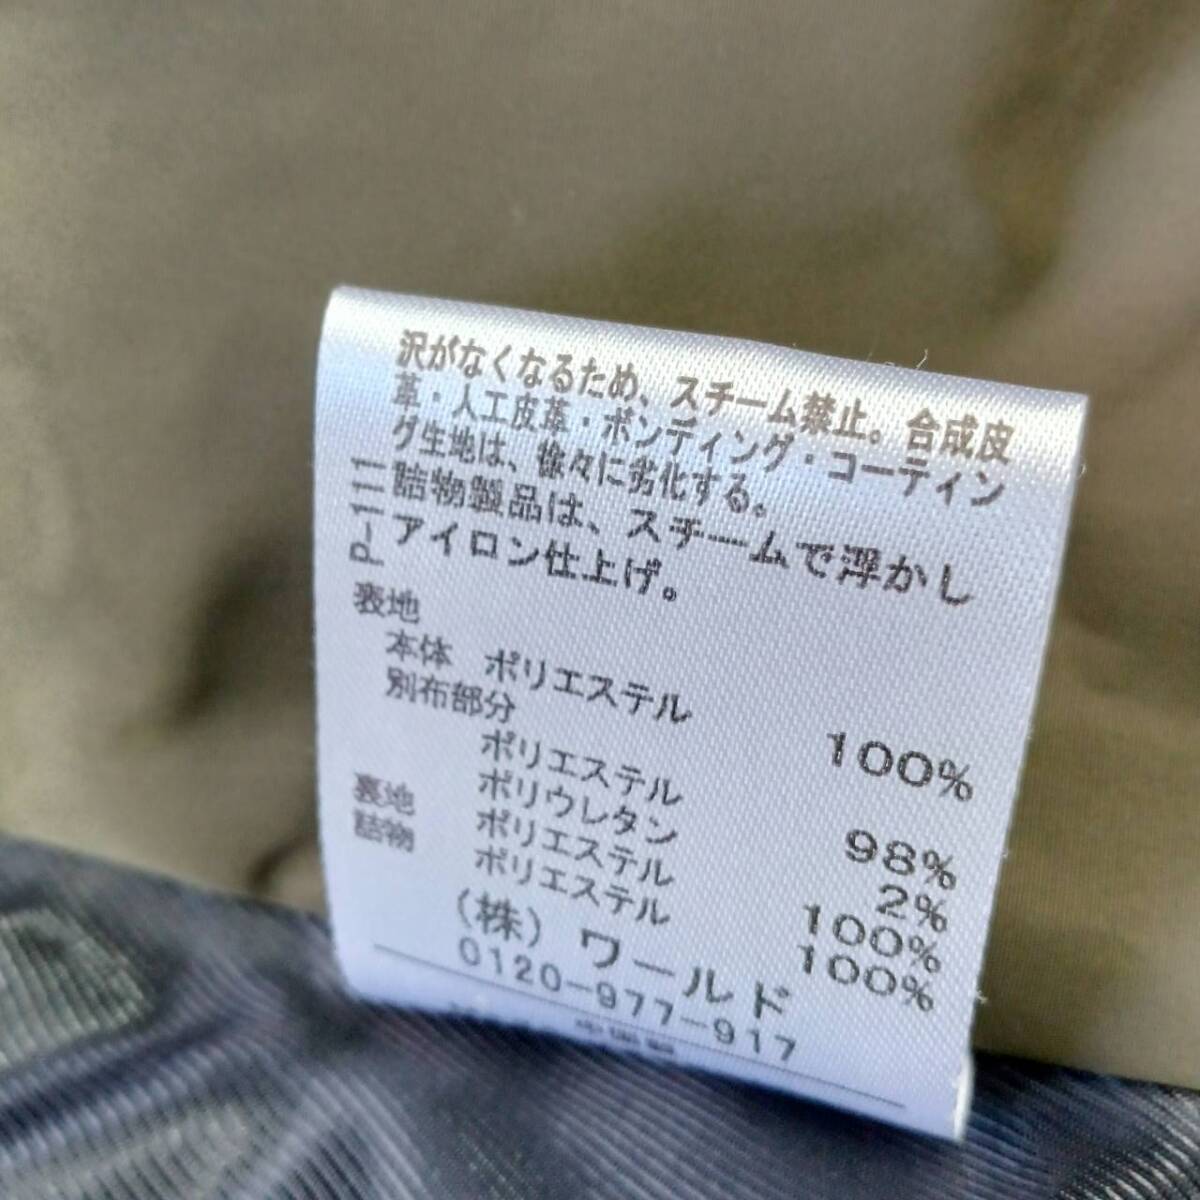 沢がなくなるため、スチーム禁止。合成皮
革・人工皮革・ボンディング・コーティン
グ生地は、徐々に劣化する。
詰物製品は、スチームで浮かし
アイロン仕上げ。
P-111
表地
本体 ポリエステル 100%
別布部分
ポリエステル 98%
ポリウレタン 2%
裏地 ポリエステル 100%
詰物 ポリエステル 100%
(株) ワールド
0120-977-917
中国製